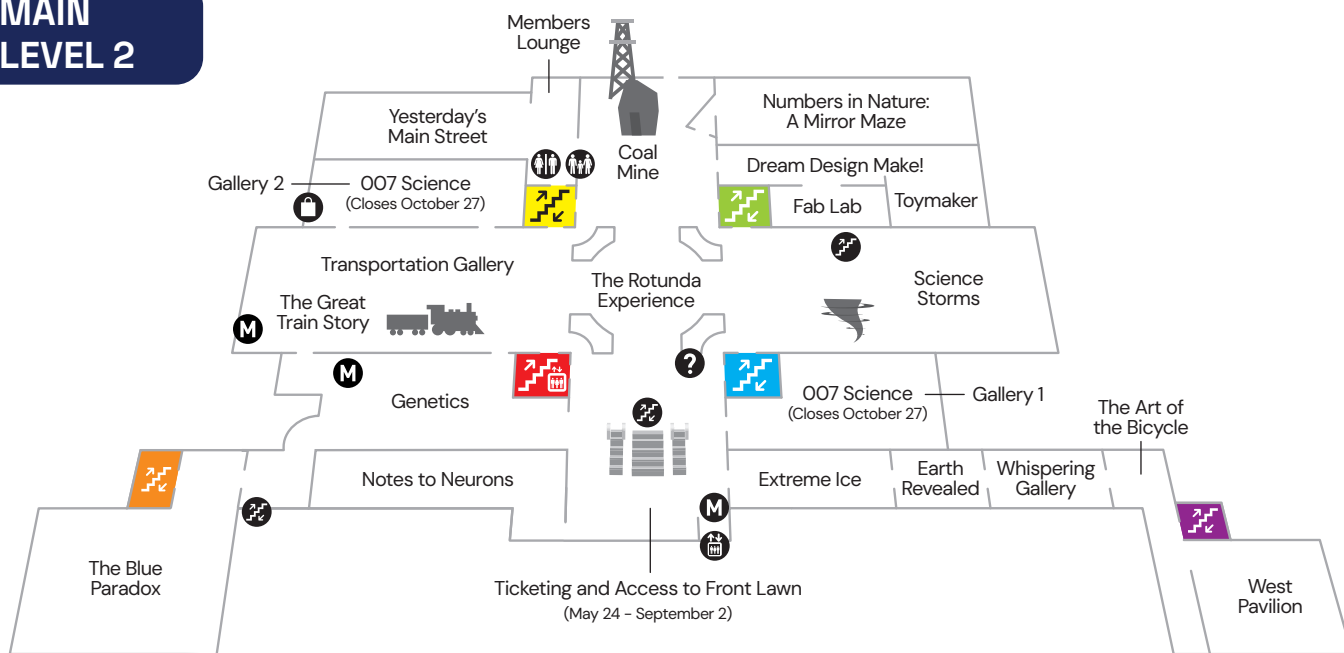 MAIN
LEVEL 2
Members
Lounge
Yesterday's
Main Street
Numbers in Nature:
A Mirror Maze
Coal
Mine
Dream Design Make!
Gallery 2
007 Science
(Closes October 27)
Fab Lab
Toymaker
Transportation Gallery
The Great
Train Story
The Rotunda
Experience
Science
Storms
M
M
?
Genetics
007 Science
(Closes October 27)
Gallery 1
The Art of
the Bicycle
Notes to Neurons
Extreme Ice
Earth
Revealed
Whispering
Gallery
M
The Blue
Paradox
Ticketing and Access to Front Lawn
(May 24 - September 2)
West
Pavilion